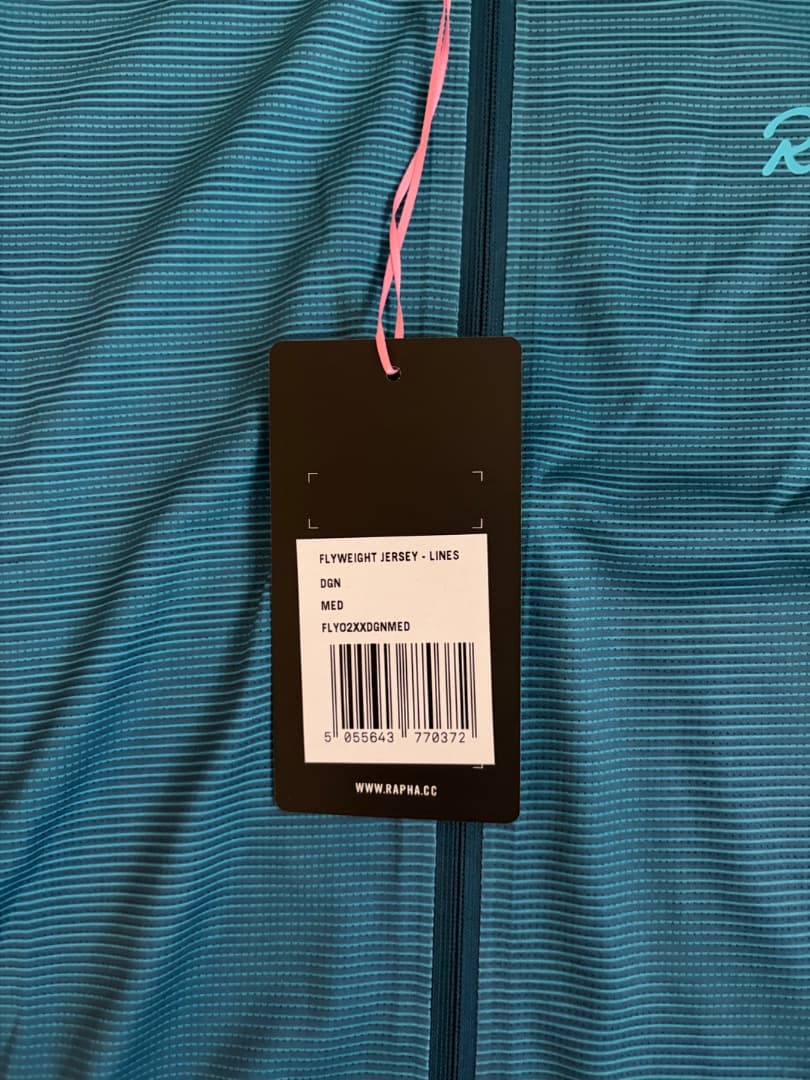 FLYWEIGHT JERSEY - LINES
DGN
MED
FLY02XXDGNMED
5 055643 770372
WWW.RAPHA.CC